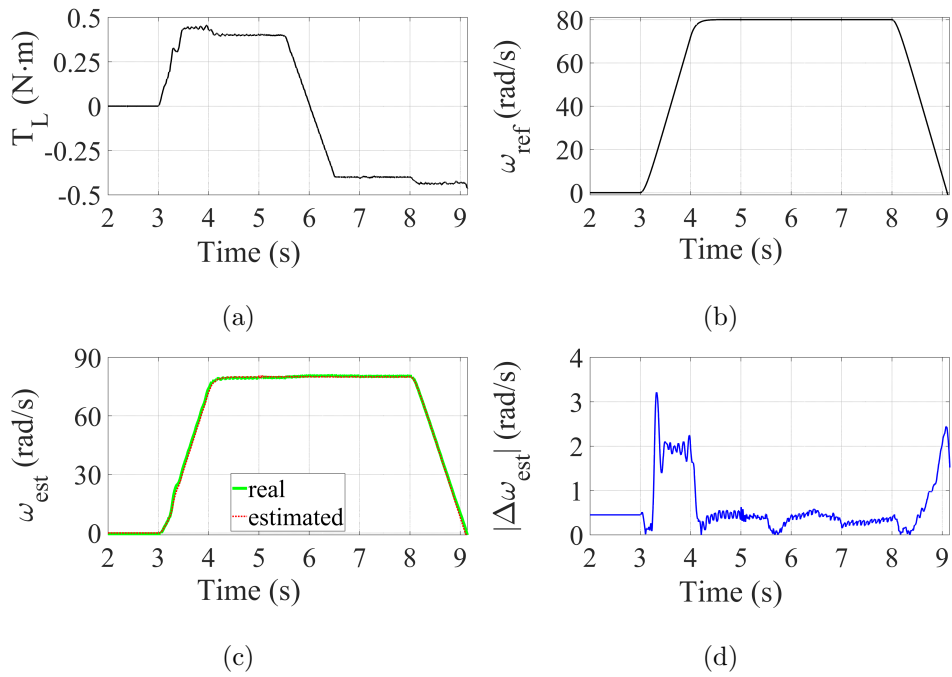 T_L (N·m)
0.5
0.25
0
-0.25
-0.5
2 3 4 5 6 7 8 9
Time (s)
(a)
ω_ref (rad/s)
80
60
40
20
0
2 3 4 5 6 7 8 9
Time (s)
(b)
ω_est (rad/s)
90
60
30
0
real
estimated
2 3 4 5 6 7 8 9
Time (s)
(c)
|Δω_est| (rad/s)
4
3
2
1
0
2 3 4 5 6 7 8 9
Time (s)
(d)